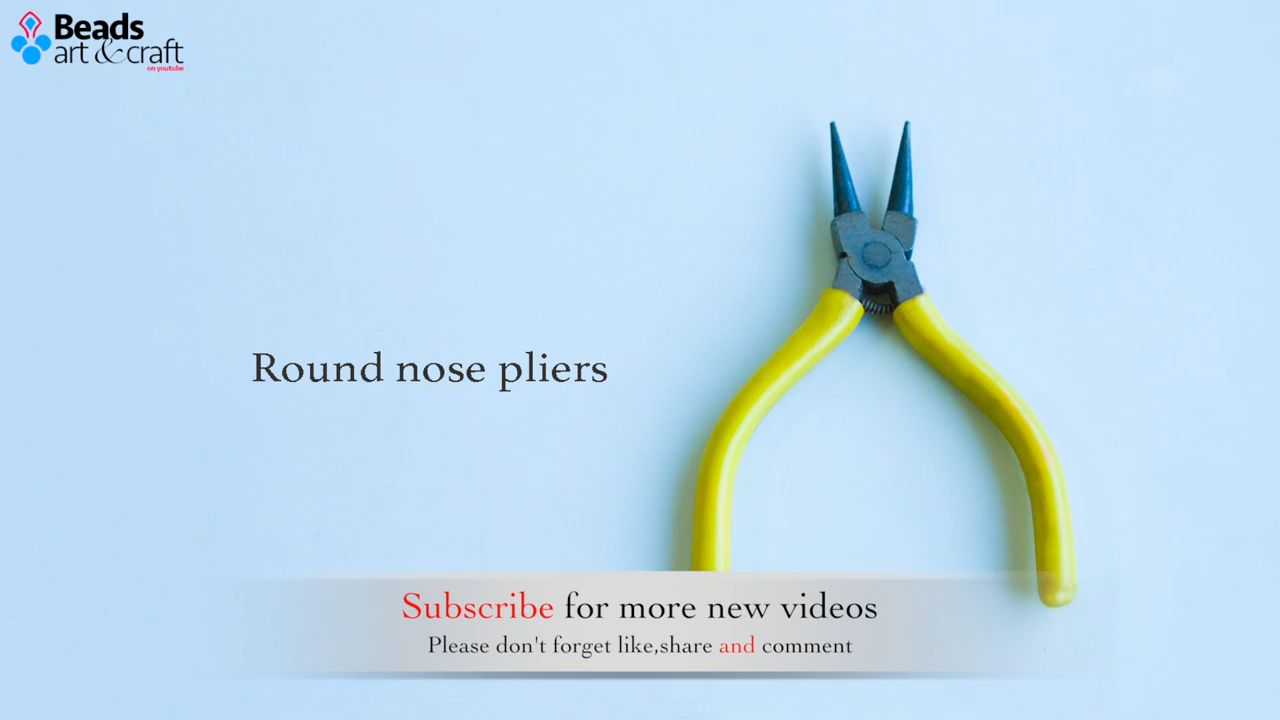 Beads
art & craft
on youtube
Round nose pliers
Subscribe for more new videos
Please don't forget like,share and comment